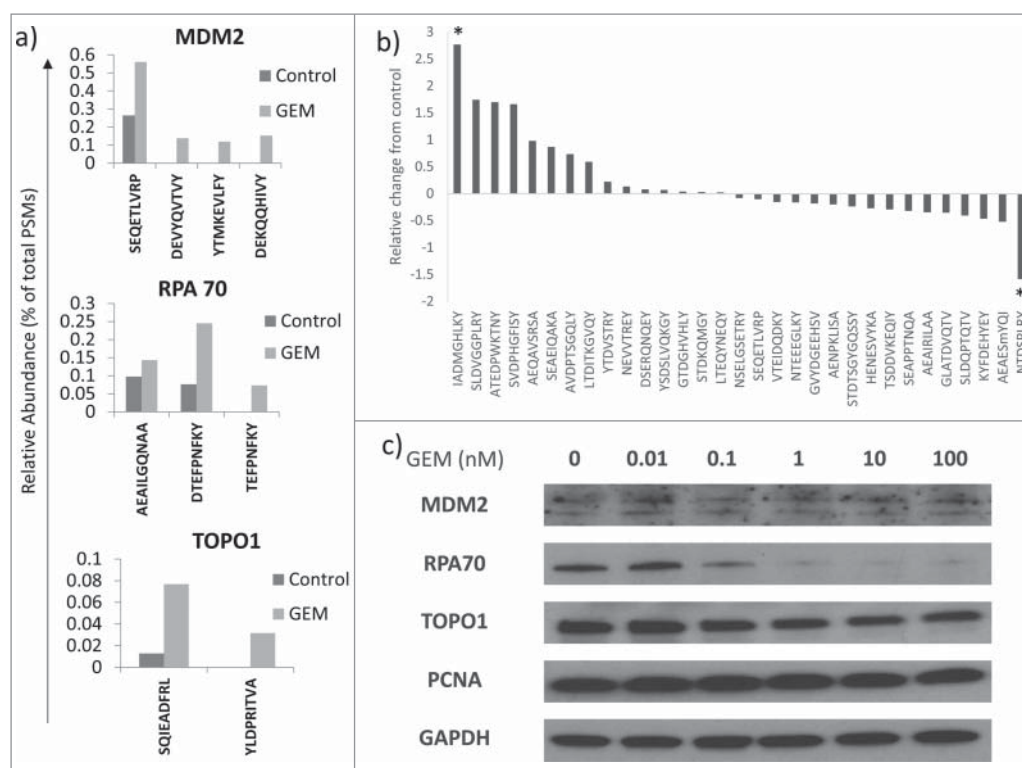 a)
MDM2
Relative Abundance (% of total PSMs)
0.6
0.5
0.4
0.3
0.2
0.1
0
Control
GEM
SEQETLVRP
DEVYQVTVY
YTMKEVLFY
DEKQQHIVY
RPA 70
0.3
0.25
0.2
0.15
0.1
0.05
0
Control
GEM
AEAILGQNAA
DTEFPNFKY
TEFPNFKY
TOPO1
0.1
0.08
0.06
0.04
0.02
0
Control
GEM
SQIEADFRL
YLDPRITVA
b)
Relative change from control
3
2.5
2
1.5
1
0.5
0
-0.5
-1
-1.5
-2
*
*
IADMGHLKY
SLDVGGPLRY
ATEDPWKTNY
SVDPHGFISY
AEQAVSRSA
SEAEIQAKA
AVDPTSGQLY
LTDITKGVQY
YTDVSTRY
NEVVTREY
DSERQNQEY
YSDSLVQKGY
GTDGHVHLY
STDKQMGY
LTEQYNEQY
NSELGSETRY
SEQETLVRP
VTEIDQDKY
NTEEEGLKY
GVYDGEEHSV
AENPKLISA
STDTSGYGQSSY
HENESVYKA
TSDDVKEQJY
SEAPPTNQA
AEAIRILAA
GLATDVQTV
SLDQPTQTV
KYFDEHYEY
AEAESmYQJ
NTDSPLRY
c)
GEM (nM) 0 0.01 0.1 1 10 100
MDM2
RPA70
TOPO1
PCNA
GAPDH